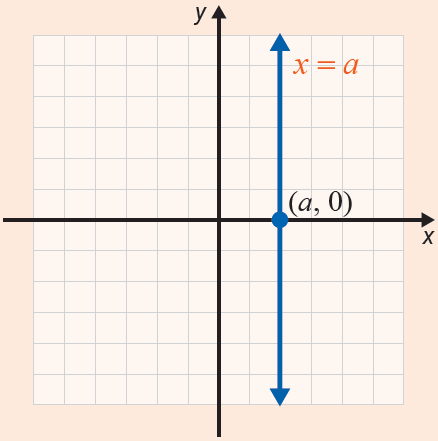 y
x = a
(a, 0)
x